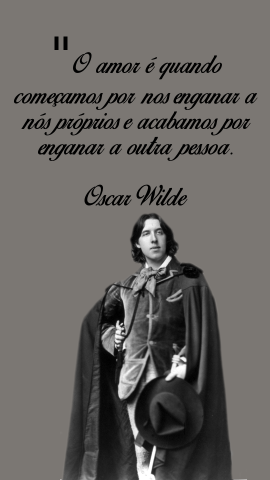 "O amor é quando
começamos por nos enganar a
nós próprios e acabamos por
enganar a outra pessoa.
Oscar Wilde